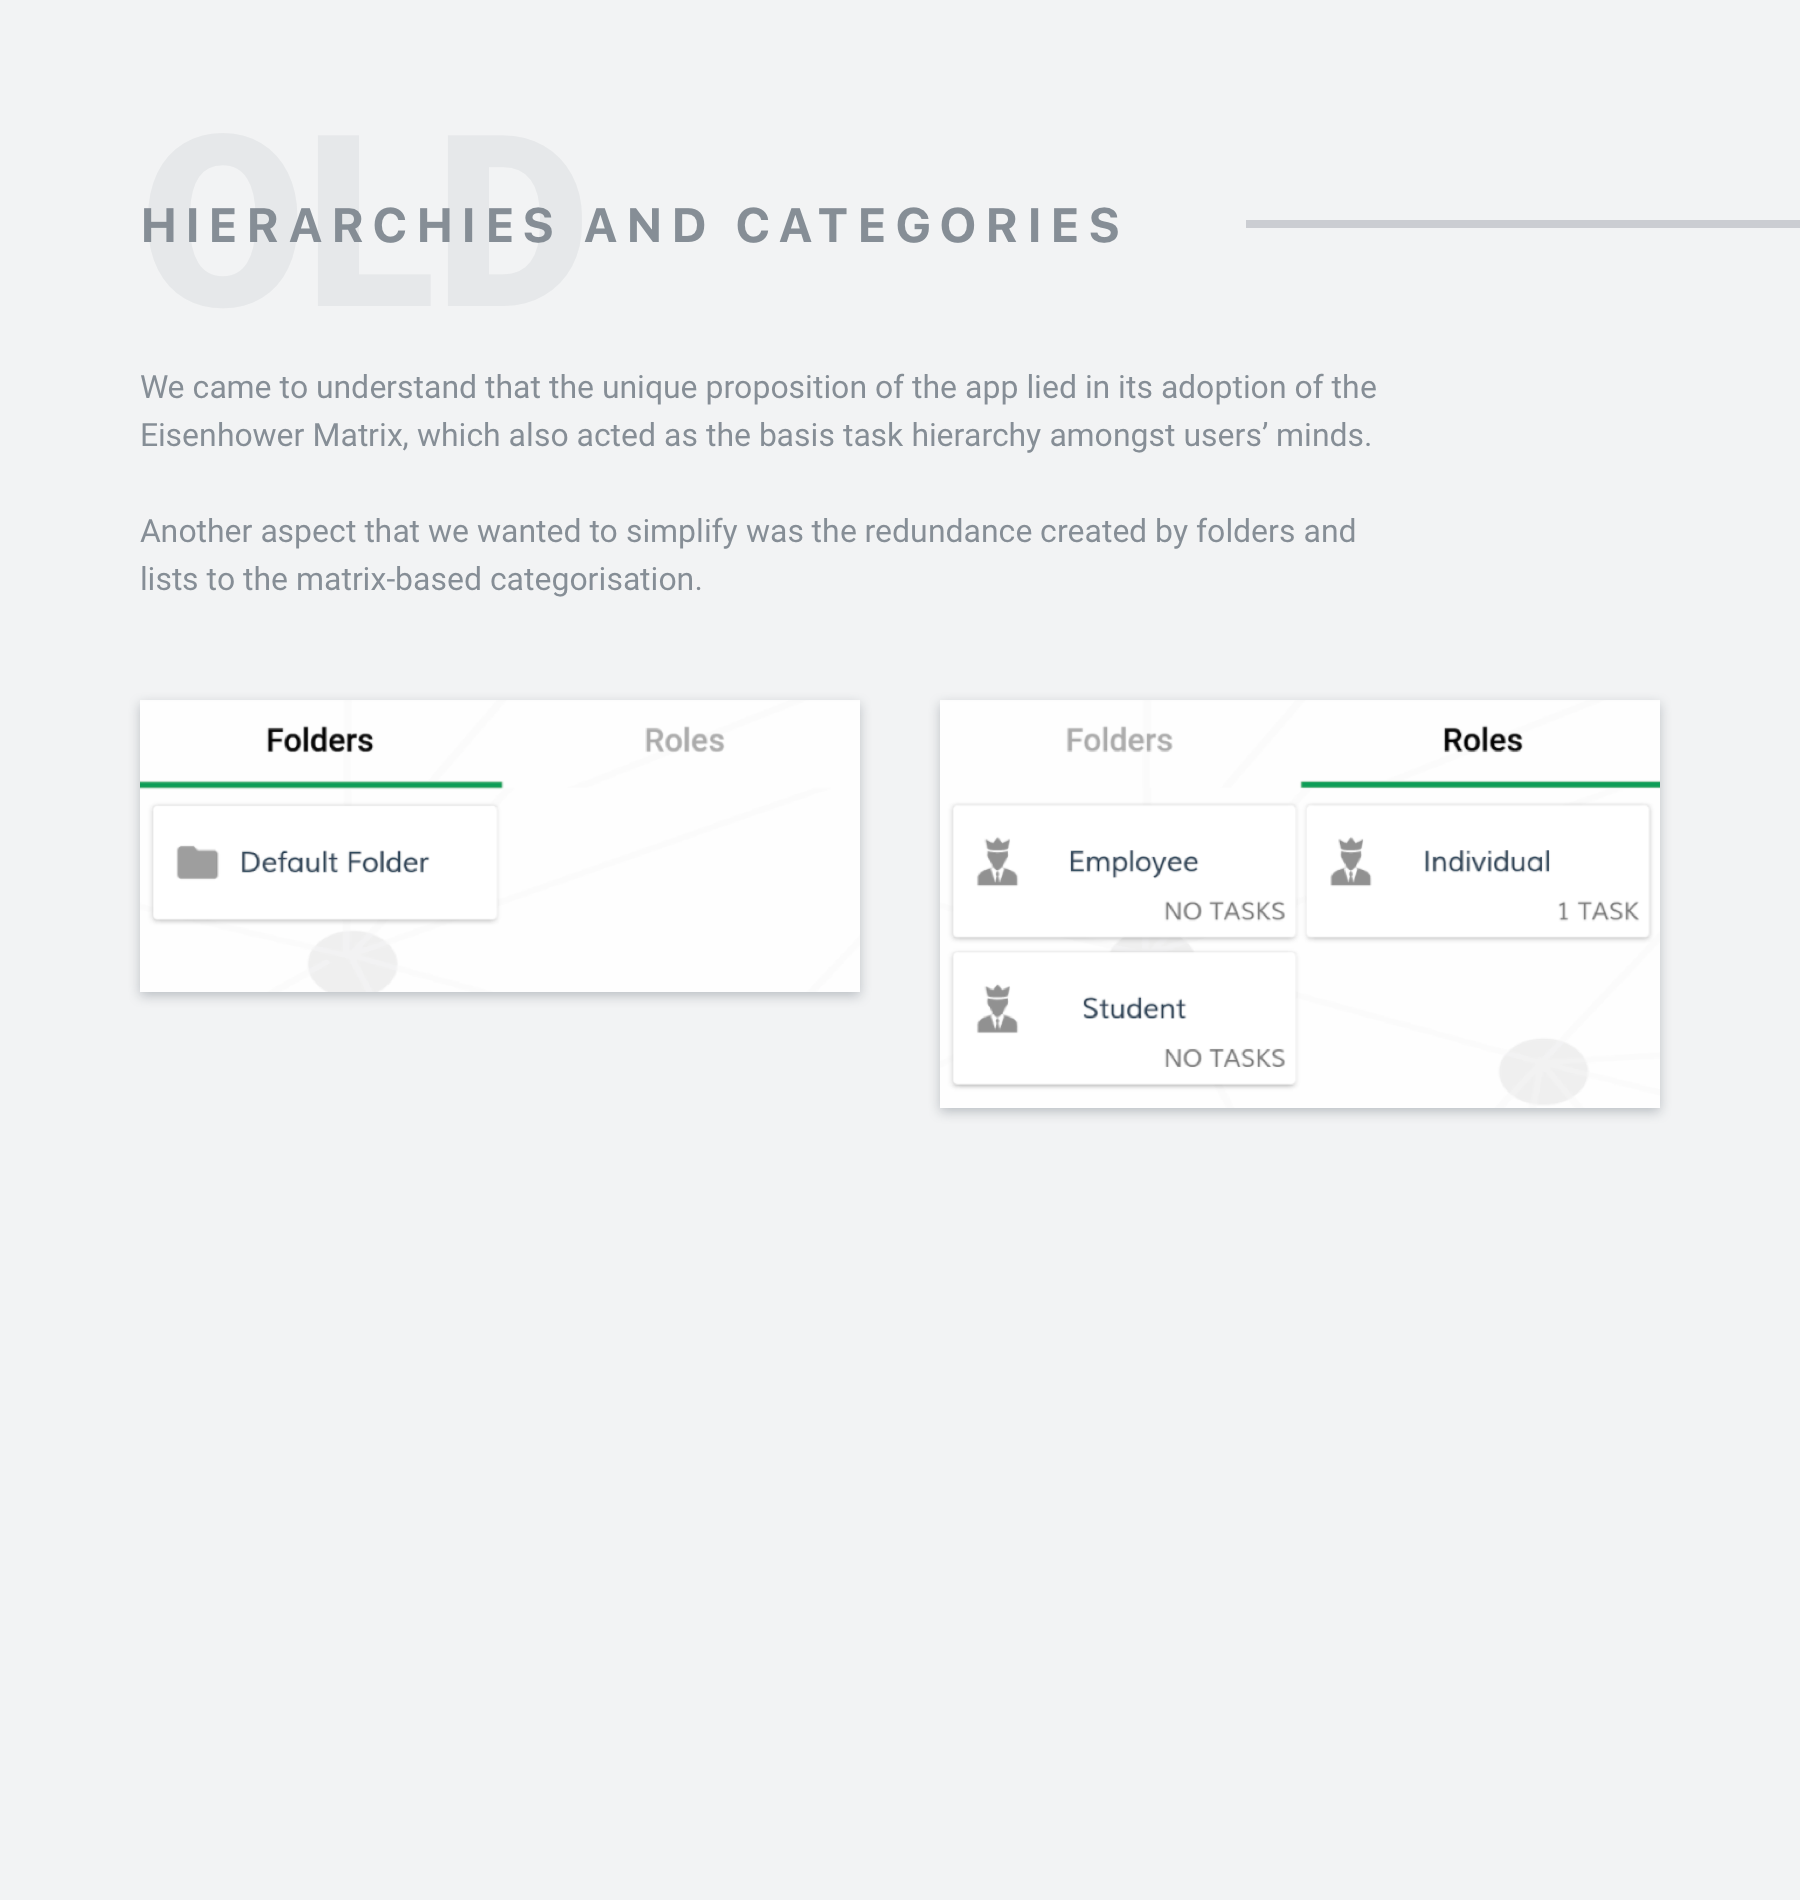 OLD
HIERARCHIES AND CATEGORIES
We came to understand that the unique proposition of the app lied in its adoption of the
Eisenhower Matrix, which also acted as the basis task hierarchy amongst users’ minds.
Another aspect that we wanted to simplify was the redundance created by folders and
lists to the matrix-based categorisation.
Folders
Roles
Default Folder
Folders
Roles
Employee
NO TASKS
Individual
1 TASK
Student
NO TASKS